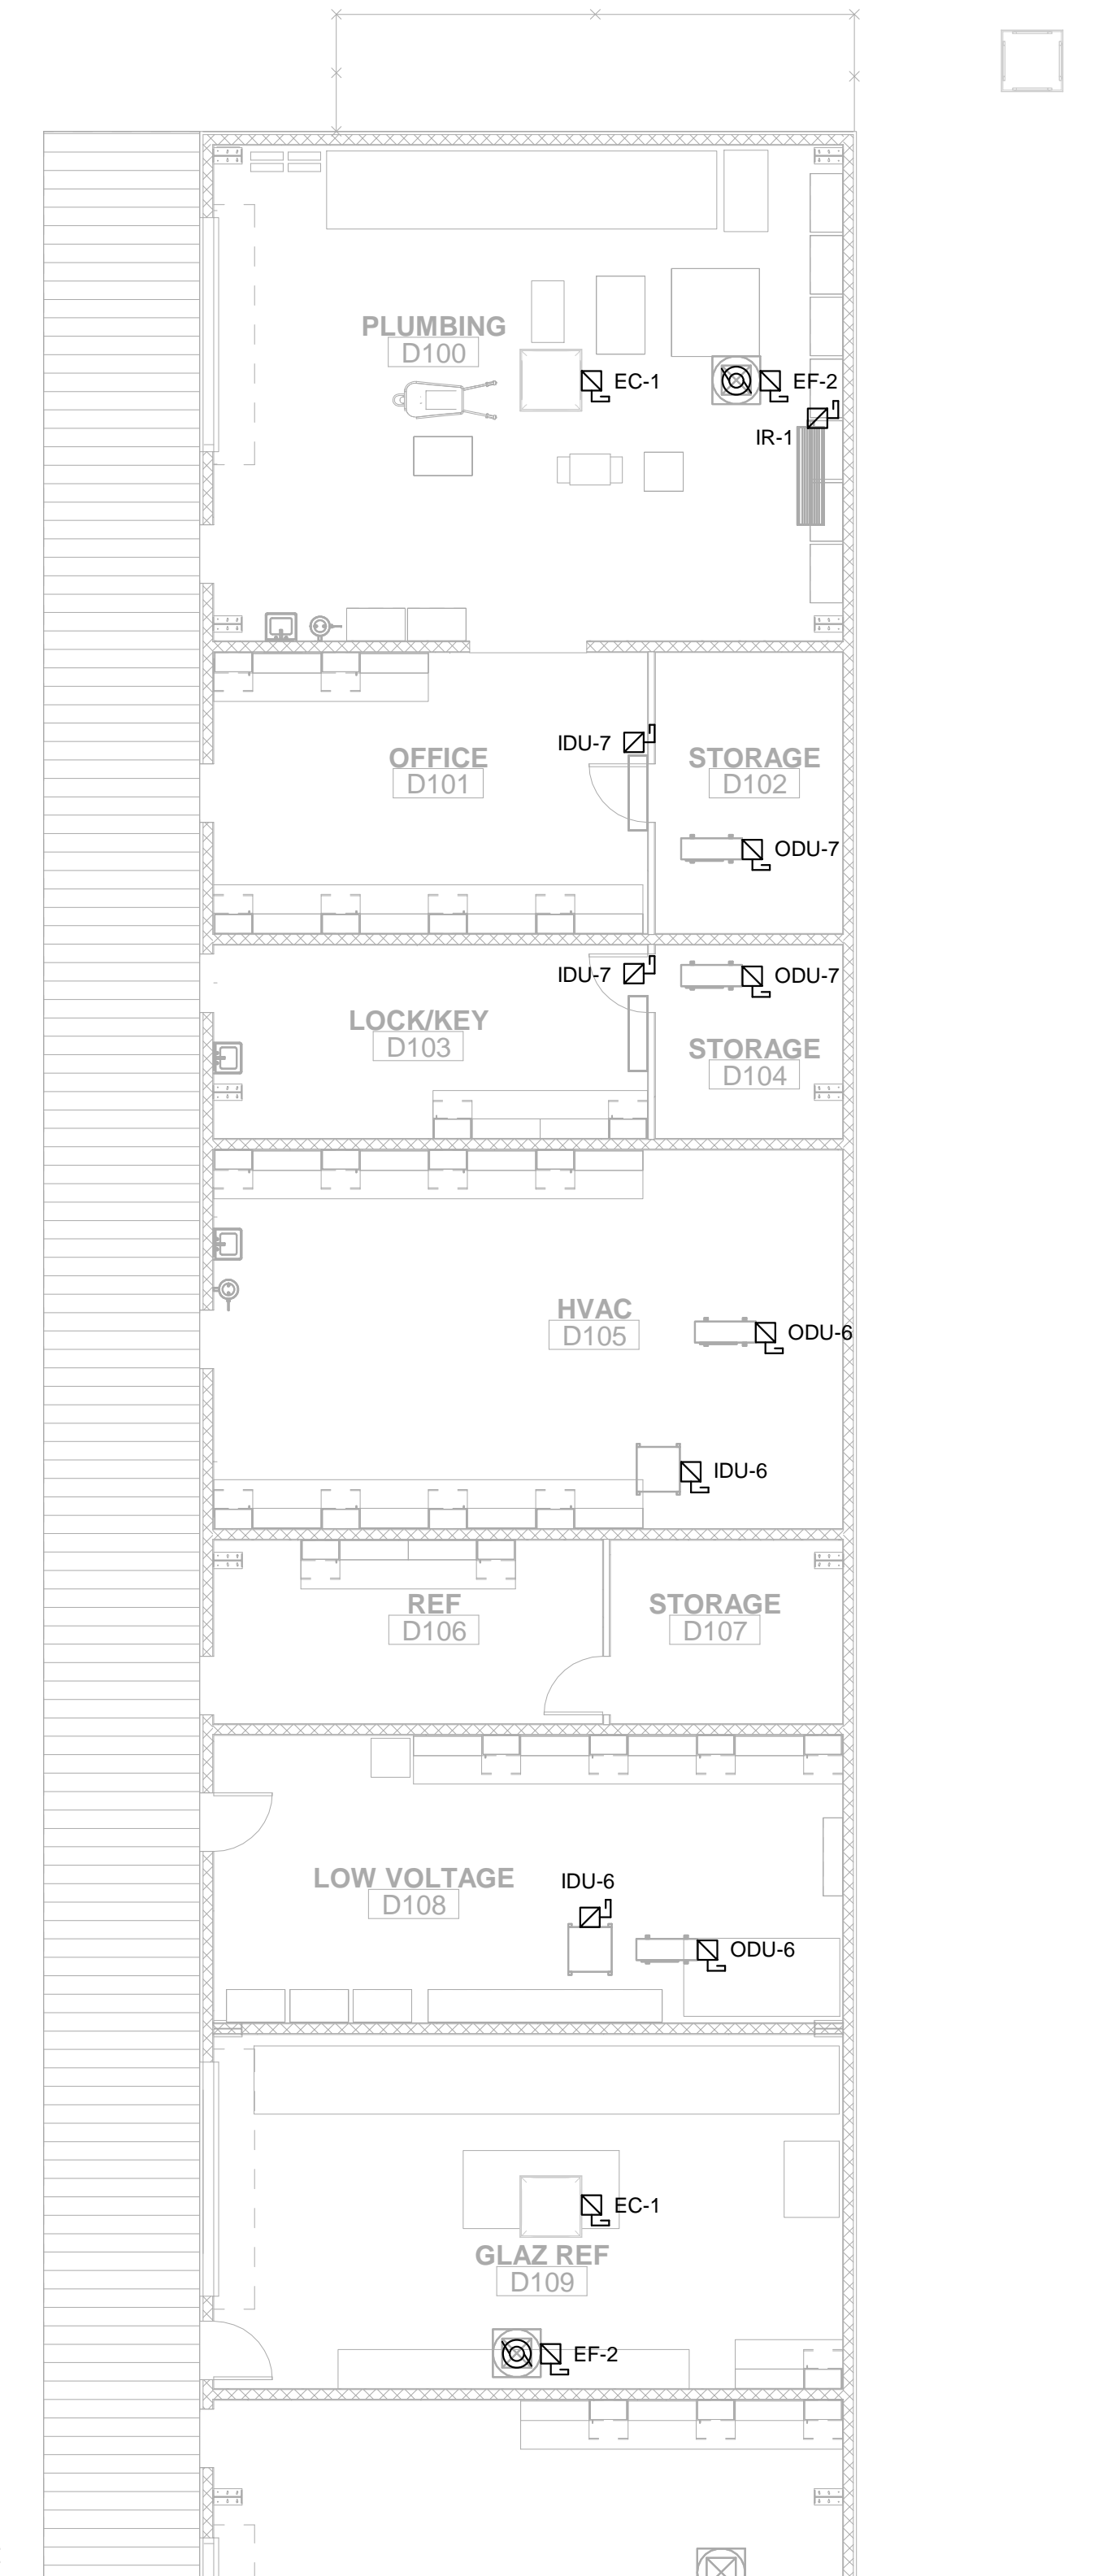 PLUMBING
D100
EC-1
EF-2
IR-1
OFFICE
D101
IDU-7
STORAGE
D102
ODU-7
IDU-7
ODU-7
LOCK/KEY
D103
STORAGE
D104
HVAC
D105
ODU-6
IDU-6
REF
D106
STORAGE
D107
LOW VOLTAGE
D108
IDU-6
ODU-6
EC-1
GLAZ REF
D109
EF-2